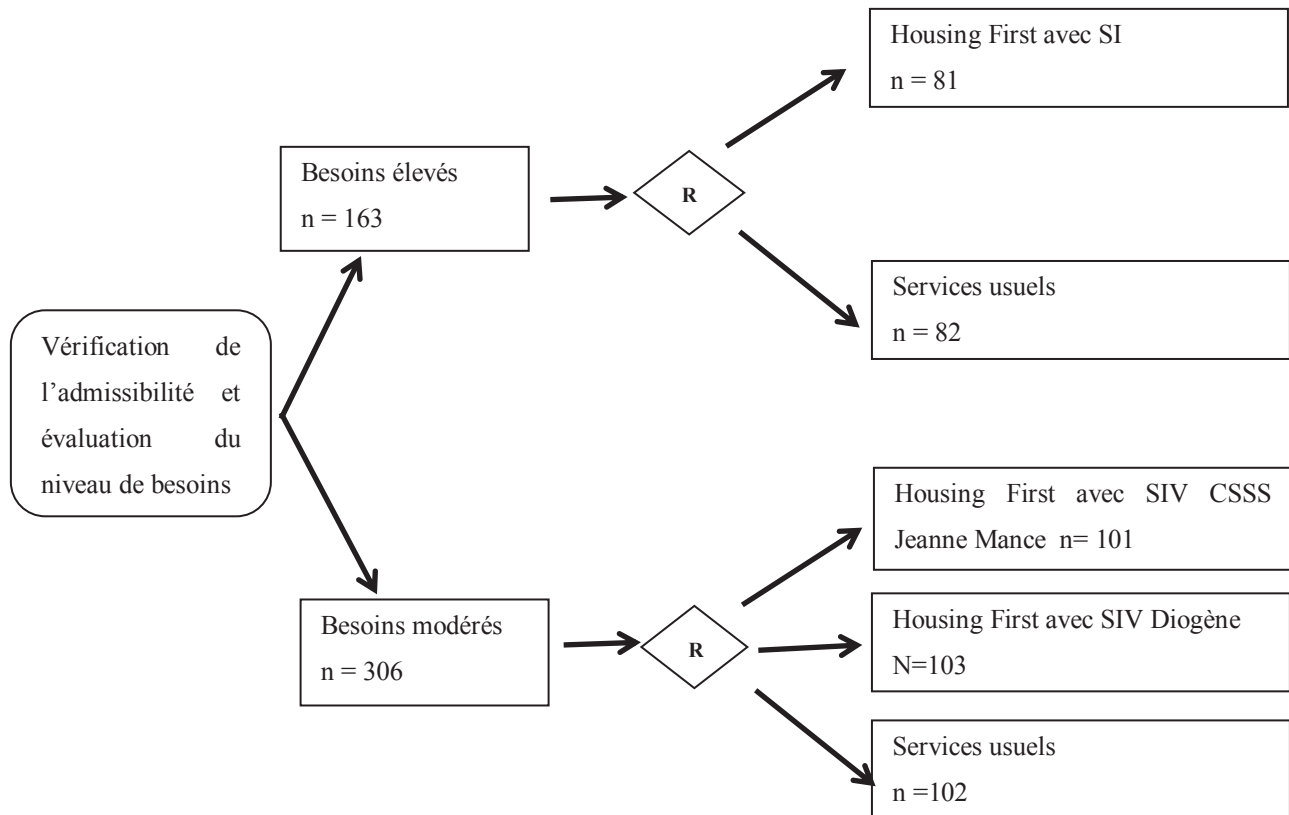 Vérification de
l'admissibilité et
évaluation du
niveau de besoins
Besoins élevés
n = 163
R
Housing First avec SI
n = 81
Services usuels
n = 82
Besoins modérés
n = 306
R
Housing First avec SIV CSSS
Jeanne Mance n= 101
Housing First avec SIV Diogène
N=103
Services usuels
n =102